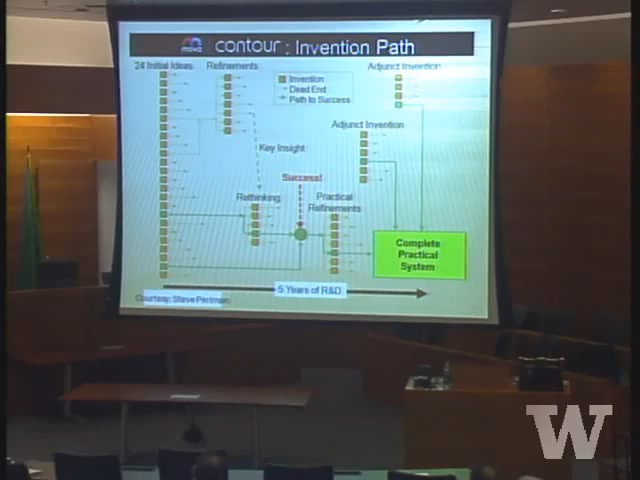 mova contour : Invention Path
24 Initial Ideas
Refinements
Adjunct Invention
Invention
Dead End
Path to Success
Adjunct Invention
Key Insight
Success!
Rethinking
Practical
Refinements
Complete
Practical
System
5 Years of R&D
Courtesy: Steve Perlman
W